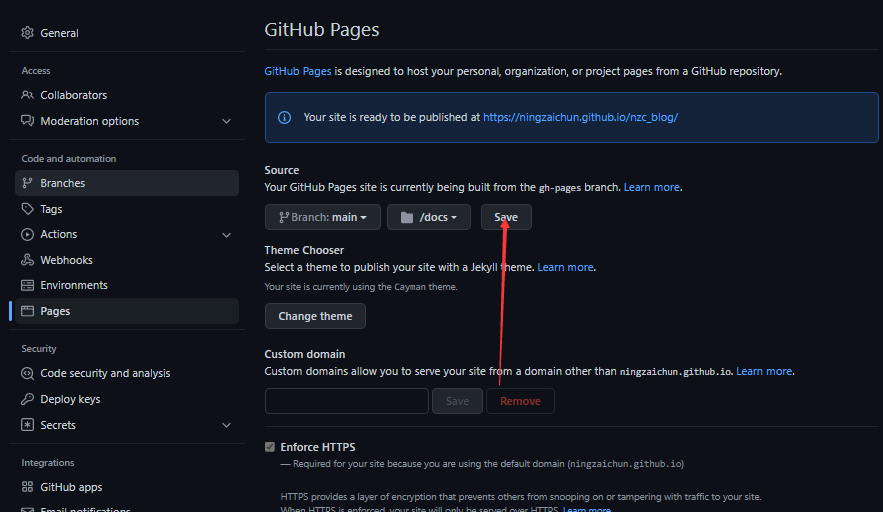 General
Access
Collaborators
Moderation options
Code and automation
Branches
Tags
Actions
Webhooks
Environments
Pages
Security
Code security and analysis
Deploy keys
Secrets
Integrations
GitHub apps
Email notifications
GitHub Pages
GitHub Pages is designed to host your personal, organization, or project pages from a GitHub repository.
Your site is ready to be published at https://ningzaichun.github.io/nzc_blog/
Source
Your GitHub Pages site is currently being built from the gh-pages branch. Learn more.
Branch: main /docs Save
Theme Chooser
Select a theme to publish your site with a Jekyll theme. Learn more.
Your site is currently using the Cayman theme.
Change theme
Custom domain
Custom domains allow you to serve your site from a domain other than ningzaichun.github.io. Learn more.
Save Remove
Enforce HTTPS
— Required for your site because you are using the default domain (ningzaichun.github.io)
HTTPS provides a layer of encryption that prevents others from snooping on or tampering with traffic to your site.
When HTTPS is enforced, your site will only be served over HTTPS. Learn more.